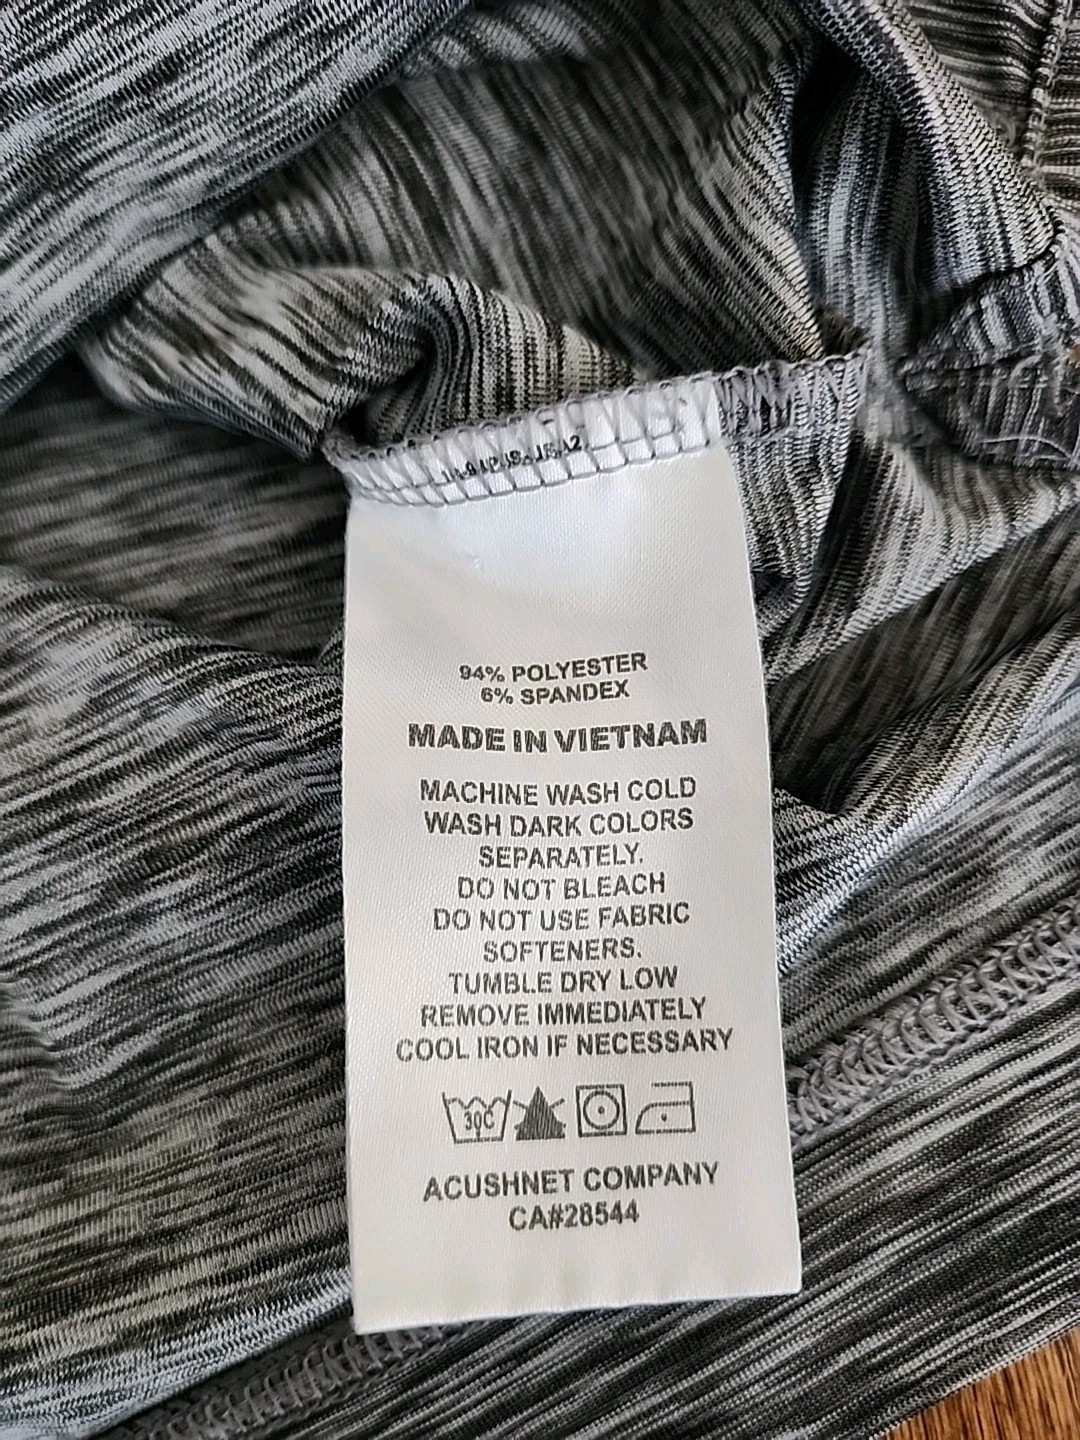 94% POLYESTER
6% SPANDEX
MADE IN VIETNAM
MACHINE WASH COLD
WASH DARK COLORS
SEPARATELY.
DO NOT BLEACH
DO NOT USE FABRIC
SOFTENERS.
TUMBLE DRY LOW
REMOVE IMMEDIATELY
COOL IRON IF NECESSARY
30C
ACUSHNET COMPANY
CA#28544